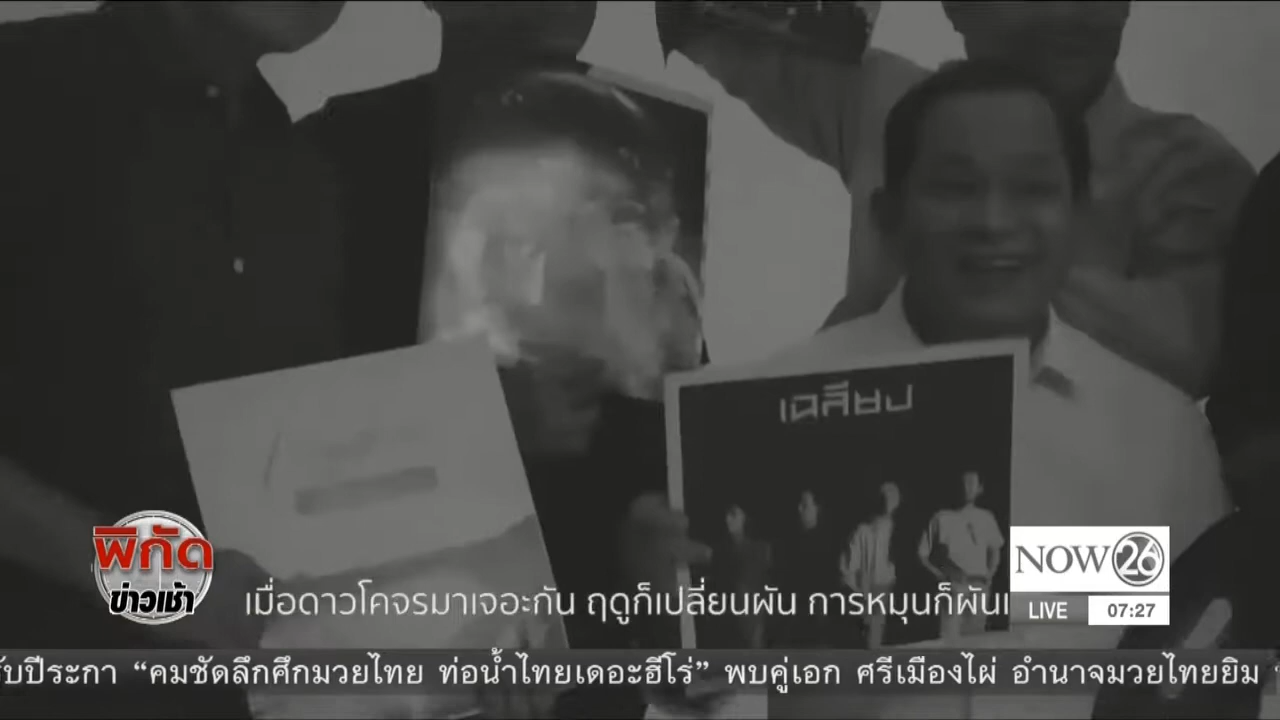 เฉลียง
พิกัด
ข่าวเช้า
NOW 26
LIVE 07:27
เมื่อดาวโคจรมาเจอะกัน ฤดูก็เปลี่ยนผัน การหมุนก็ผัน
รับปีระกา “คมชัดลึกศึกมวยไทย ท่อน้ำไทยเดอะฮีโร่” พบคู่เอก ศรีเมืองไผ่ อำนาจมวยไทยยิม